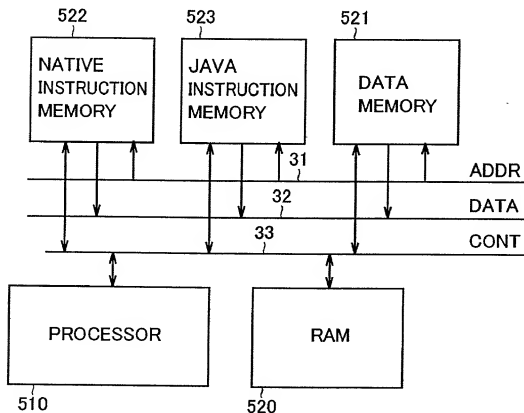 522
523
521
NATIVE
INSTRUCTION
MEMORY
JAVA
INSTRUCTION
MEMORY
DATA
MEMORY
31
ADDR
32
DATA
33
CONT
PROCESSOR
RAM
510
520